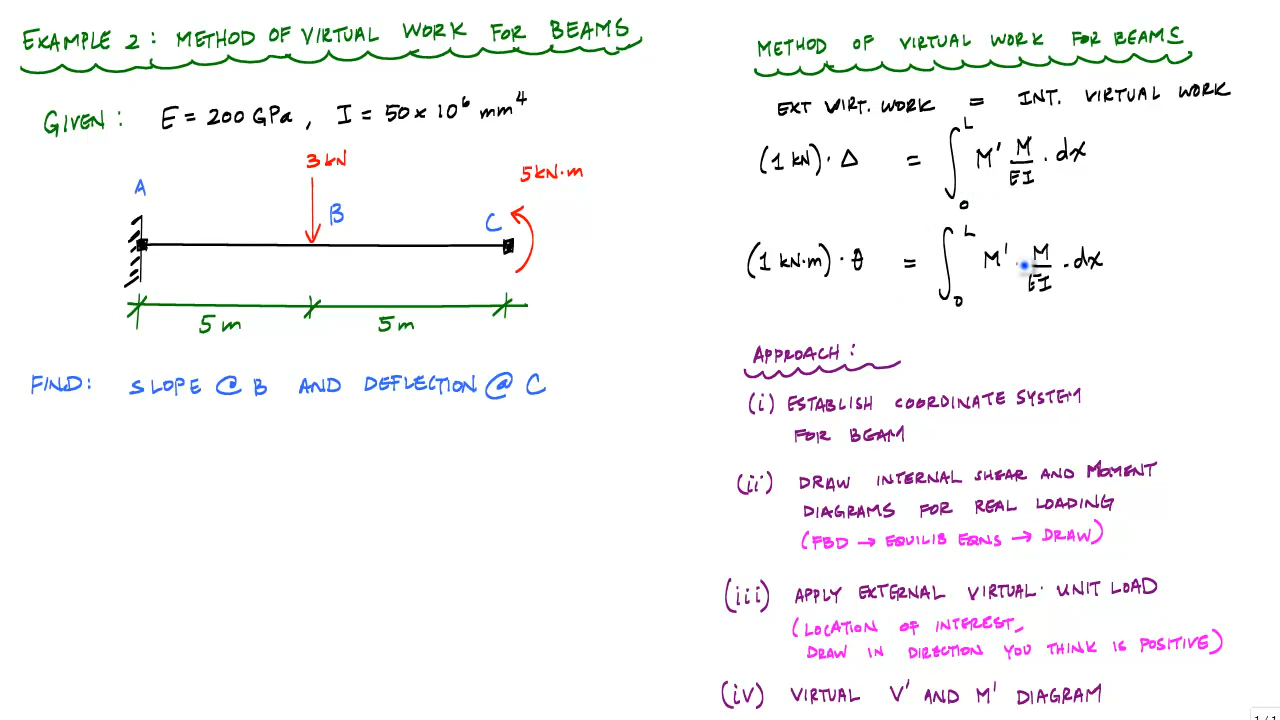 EXAMPLE 2: METHOD OF VIRTUAL WORK FOR BEAMS
GIVEN: E = 200 GPa, I = 50 x 10⁶ mm⁴
3 kN
5 kN·m
A
B
C
5 m
5 m
FIND: SLOPE @ B AND DEFLECTION @ C
METHOD OF VIRTUAL WORK FOR BEAMS
EXT VIRT. WORK = INT. VIRTUAL WORK
(1 kN) · Δ = ∫₀ᴸ M' M/EI · dx
(1 kN·m) · θ = ∫₀ᴸ M' · M/EI · dx
APPROACH:
(i) ESTABLISH COORDINATE SYSTEM
FOR BEAM
(ii) DRAW INTERNAL SHEAR AND MOMENT
DIAGRAMS FOR REAL LOADING
(FBD → EQUILIB EQNS → DRAW)
(iii) APPLY EXTERNAL VIRTUAL UNIT LOAD
(LOCATION OF INTEREST,
DRAW IN DIRECTION YOU THINK IS POSITIVE)
(iv) VIRTUAL V' AND M' DIAGRAM
1/1